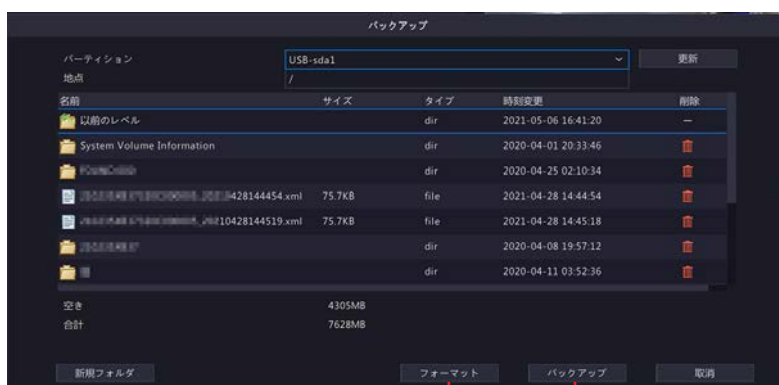 バックアップ
パーティション USB-sda1 更新
地点 /
名前 サイズ タイプ 時刻変更 削除
以前のレベル dir 2021-05-06 16:41:20 —
System Volume Information dir 2020-04-01 20:33:46
dir 2020-04-25 02:10:34
428144454.xml 75.7KB file 2021-04-28 14:44:54
10428144519.xml 75.7KB file 2021-04-28 14:45:18
dir 2020-04-08 19:57:12
dir 2020-04-11 03:52:36
空き 4305MB
合計 7628MB
新規フォルダ フォーマット バックアップ 取消